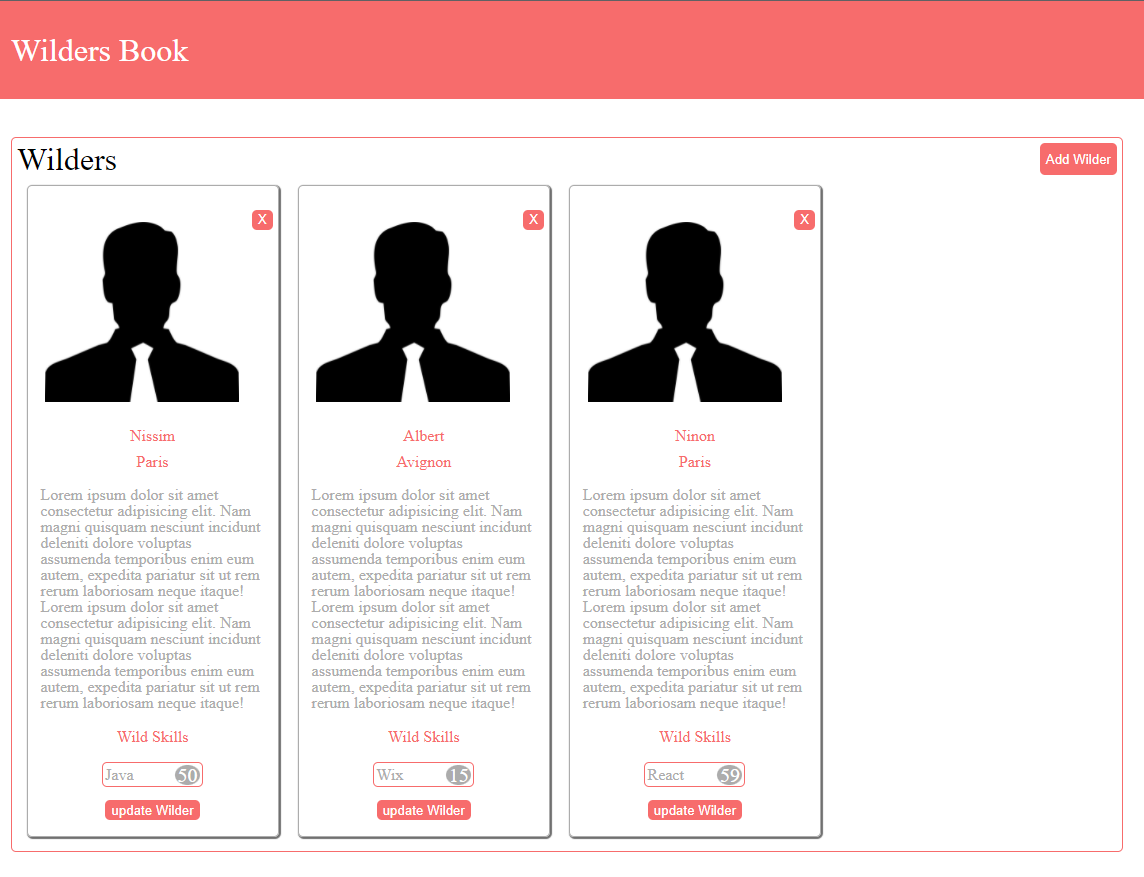 Wilders Book
Wilders
Add Wilder
X
Nissim
Paris
Lorem ipsum dolor sit amet
consectetur adipisicing elit. Nam
magni quisquam nesciunt incidunt
deleniti dolore voluptas
assumenda temporibus enim eum
autem, expedita pariatur sit ut rem
rerum laboriosam neque itaque!
Lorem ipsum dolor sit amet
consectetur adipisicing elit. Nam
magni quisquam nesciunt incidunt
deleniti dolore voluptas
assumenda temporibus enim eum
autem, expedita pariatur sit ut rem
rerum laboriosam neque itaque!
Wild Skills
Java 50
update Wilder
X
Albert
Avignon
Lorem ipsum dolor sit amet
consectetur adipisicing elit. Nam
magni quisquam nesciunt incidunt
deleniti dolore voluptas
assumenda temporibus enim eum
autem, expedita pariatur sit ut rem
rerum laboriosam neque itaque!
Lorem ipsum dolor sit amet
consectetur adipisicing elit. Nam
magni quisquam nesciunt incidunt
deleniti dolore voluptas
assumenda temporibus enim eum
autem, expedita pariatur sit ut rem
rerum laboriosam neque itaque!
Wild Skills
Wix 15
update Wilder
X
Ninon
Paris
Lorem ipsum dolor sit amet
consectetur adipisicing elit. Nam
magni quisquam nesciunt incidunt
deleniti dolore voluptas
assumenda temporibus enim eum
autem, expedita pariatur sit ut rem
rerum laboriosam neque itaque!
Lorem ipsum dolor sit amet
consectetur adipisicing elit. Nam
magni quisquam nesciunt incidunt
deleniti dolore voluptas
assumenda temporibus enim eum
autem, expedita pariatur sit ut rem
rerum laboriosam neque itaque!
Wild Skills
React 59
update Wilder